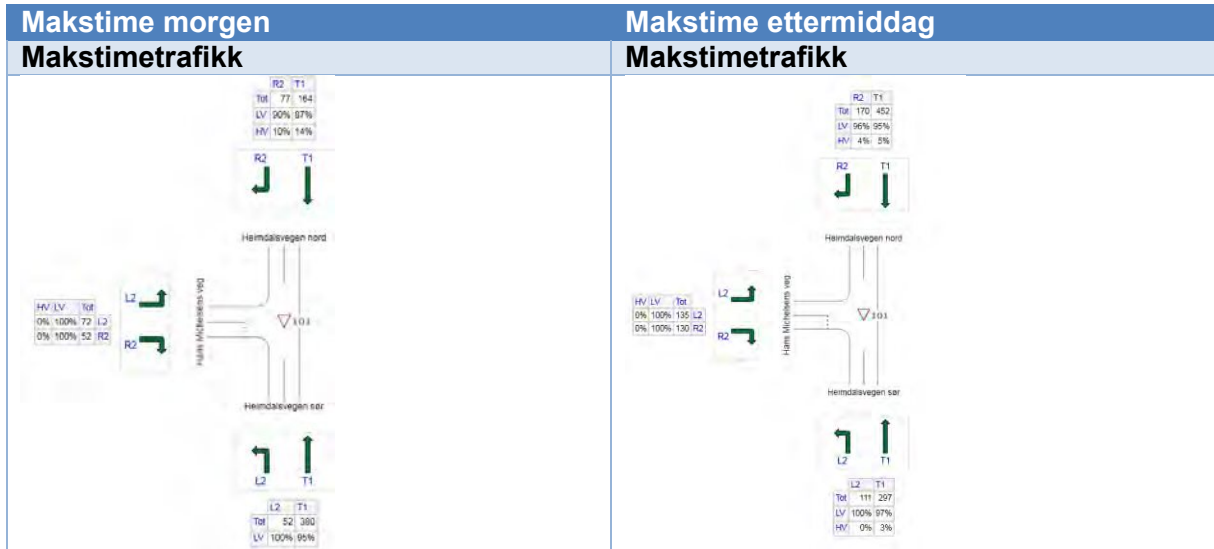 Makstime morgen
Makstimetrafikk
R2 T1
Tot 77 164
LV 90% 87%
HV 10% 14%
R2 T1
Heimdalsvegen nord
Hans Michelsens veg
HV LV Tot
0% 100% 72 L2
0% 100% 52 R2
L2
R2
101
Heimdalsvegen sør
L2 T1
L2 T1
Tot 52 380
LV 100% 95%
Makstime ettermiddag
Makstimetrafikk
R2 T1
Tot 170 452
LV 96% 95%
HV 4% 5%
R2 T1
Heimdalsvegen nord
Hans Michelsens veg
HV LV Tot
0% 100% 135 L2
0% 100% 130 R2
L2
R2
101
Heimdalsvegen sør
L2 T1
L2 T1
Tot 111 297
LV 100% 97%
HV 0% 3%